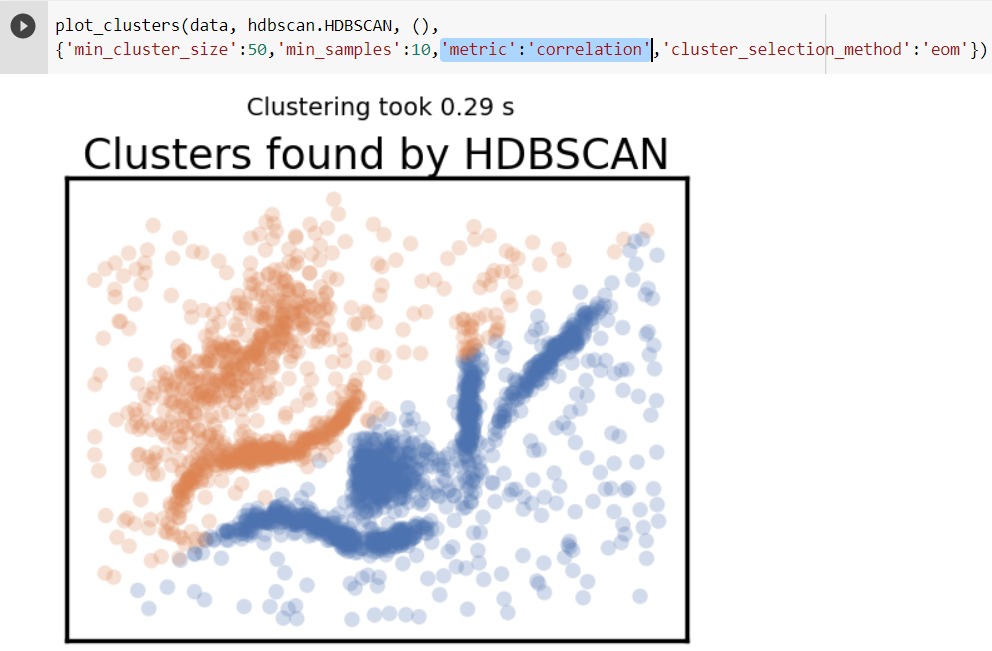 plot_clusters(data, hdbscan.HDBSCAN, (),
{'min_cluster_size':50,'min_samples':10,'metric':'correlation','cluster_selection_method':'eom'})
Clustering took 0.29 s
Clusters found by HDBSCAN